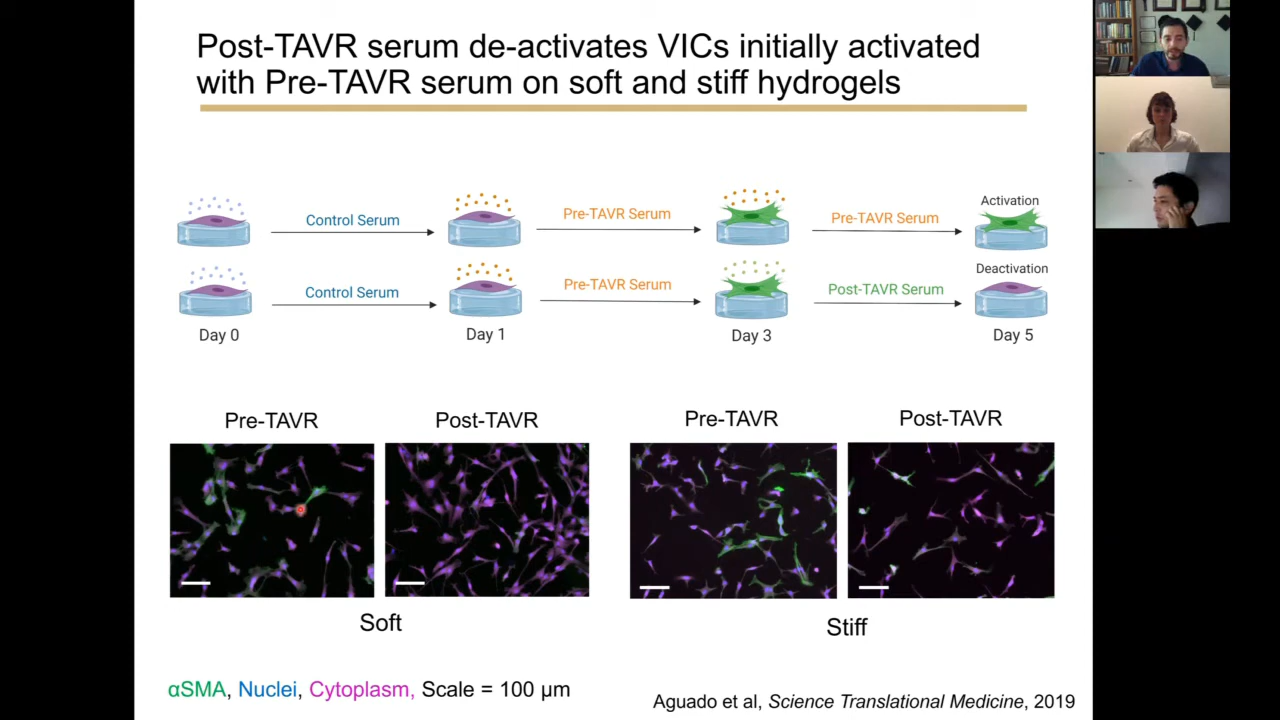 Post-TAVR serum de-activates VICs initially activated
with Pre-TAVR serum on soft and stiff hydrogels
Control Serum
Pre-TAVR Serum
Pre-TAVR Serum
Activation
Control Serum
Pre-TAVR Serum
Post-TAVR Serum
Deactivation
Day 0
Day 1
Day 3
Day 5
Pre-TAVR
Post-TAVR
Pre-TAVR
Post-TAVR
Soft
Stiff
αSMA, Nuclei, Cytoplasm, Scale = 100 µm
Aguado et al, Science Translational Medicine, 2019